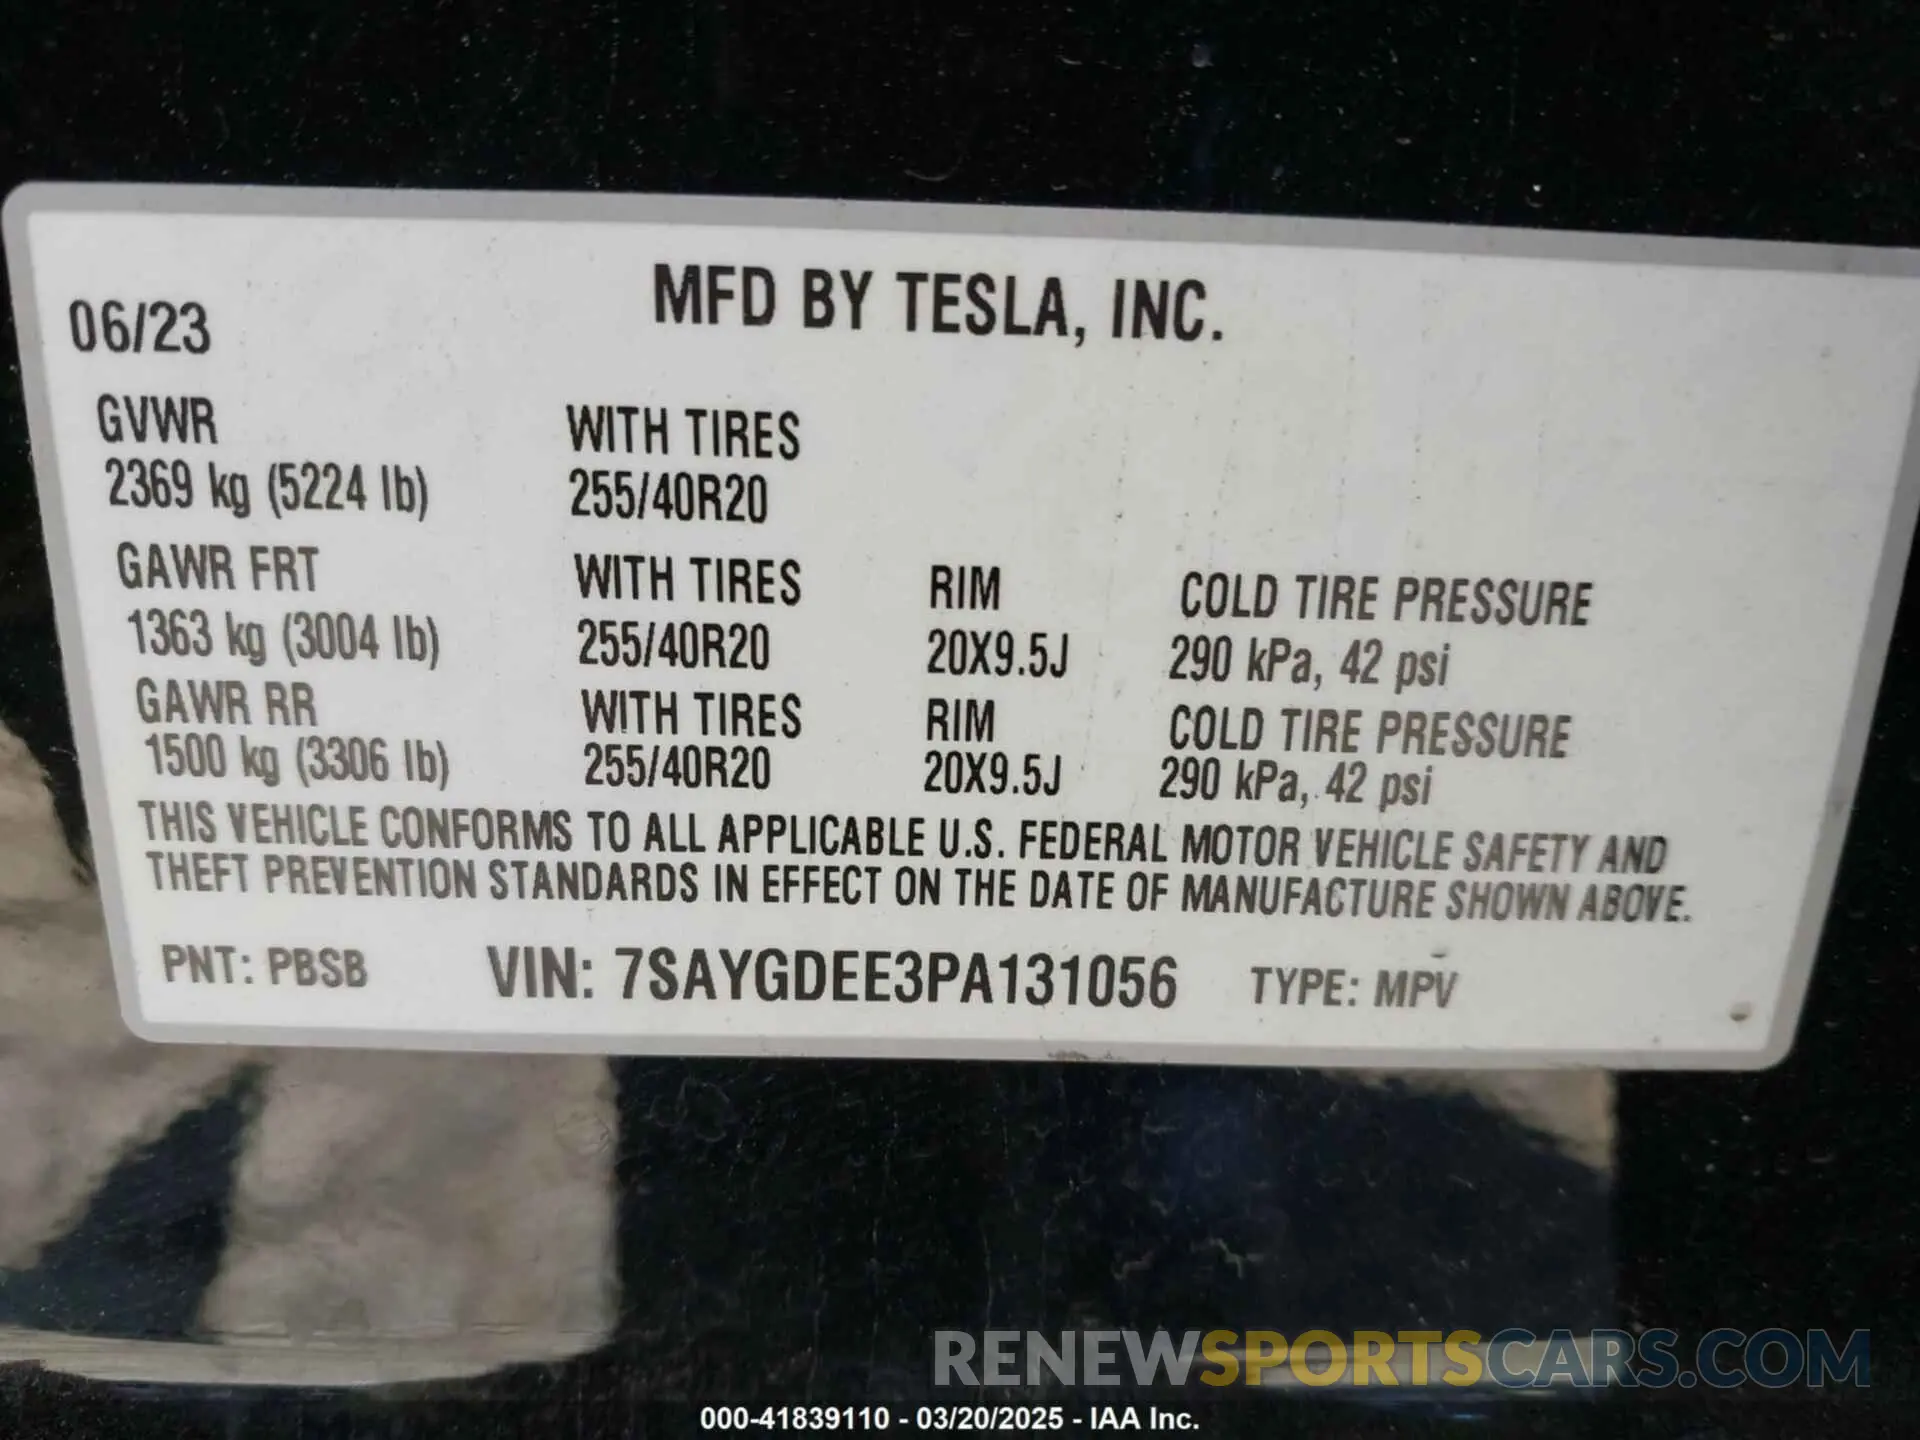 MFD BY TESLA, INC.
06/23
GVWR WITH TIRES
2369 kg (5224 lb) 255/40R20
GAWR FRT WITH TIRES RIM COLD TIRE PRESSURE
1363 kg (3004 lb) 255/40R20 20X9.5J 290 kPa, 42 psi
GAWR RR WITH TIRES RIM COLD TIRE PRESSURE
1500 kg (3306 lb) 255/40R20 20X9.5J 290 kPa, 42 psi
THIS VEHICLE CONFORMS TO ALL APPLICABLE U.S. FEDERAL MOTOR VEHICLE SAFETY AND
THEFT PREVENTION STANDARDS IN EFFECT ON THE DATE OF MANUFACTURE SHOWN ABOVE.
PNT: PBSB VIN: 7SAYGDEE3PA131056 TYPE: MPV
RENEWSPORTSCARS.COM
000-41839110 - 03/20/2025 - IAA Inc.